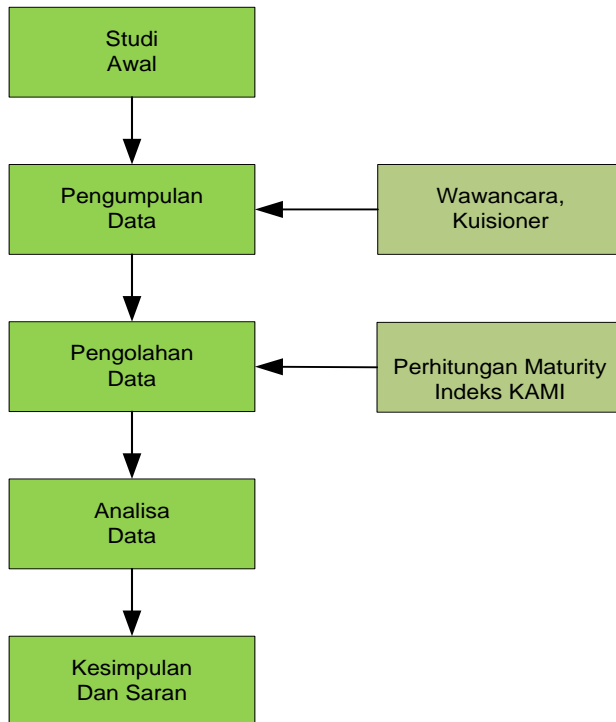 Studi
Awal
Pengumpulan
Data
Wawancara,
Kuisioner
Pengolahan
Data
Perhitungan Maturity
Indeks KAMI
Analisa
Data
Kesimpulan
Dan Saran